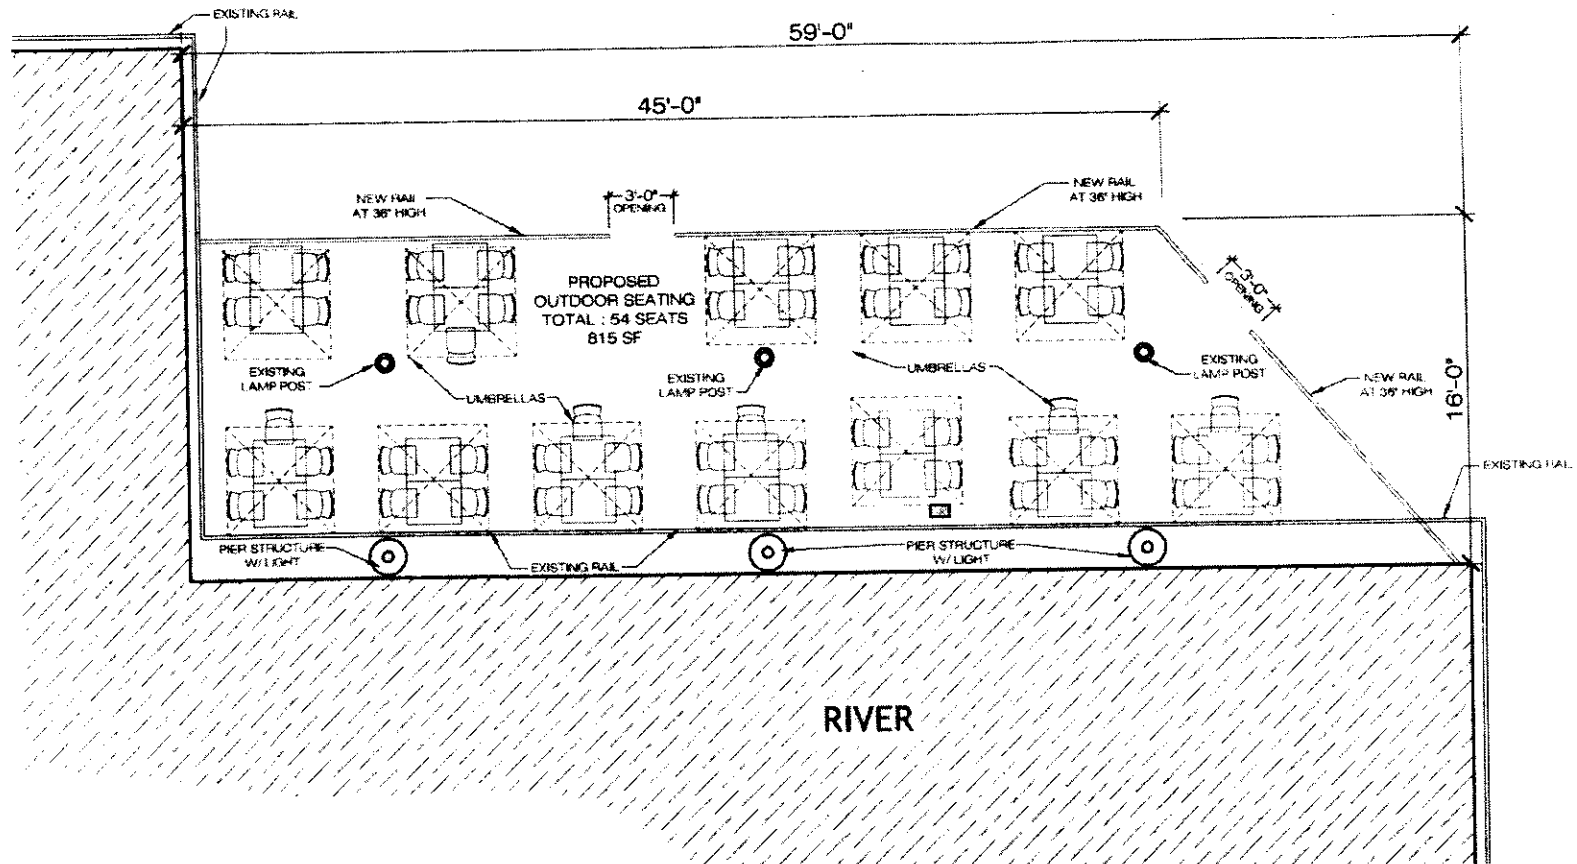 EXISTING RAIL
59'-0"
45'-0"
NEW RAIL
AT 36" HIGH
3'-0"
OPENING
NEW RAIL
AT 36" HIGH
PROPOSED
OUTDOOR SEATING
TOTAL : 54 SEATS
815 SF
3'-0"
OPENING
EXISTING
LAMP POST
EXISTING
LAMP POST
UMBRELLAS
EXISTING
LAMP POST
NEW RAIL
AT 36" HIGH
16'-0"
UMBRELLAS
EXISTING RAIL
PIER STRUCTURE
W/ LIGHT
EXISTING RAIL
PIER STRUCTURE
W/ LIGHT
RIVER